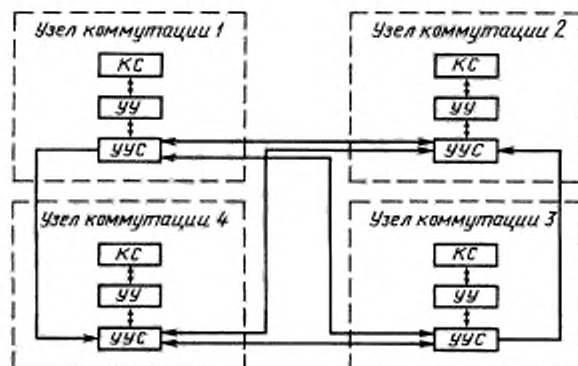 Узел коммутации 1
КС
УУ
УУС
Узел коммутации 2
КС
УУ
УУС
Узел коммутации 4
КС
УУ
УУС
Узел коммутации 3
КС
УУ
УУС